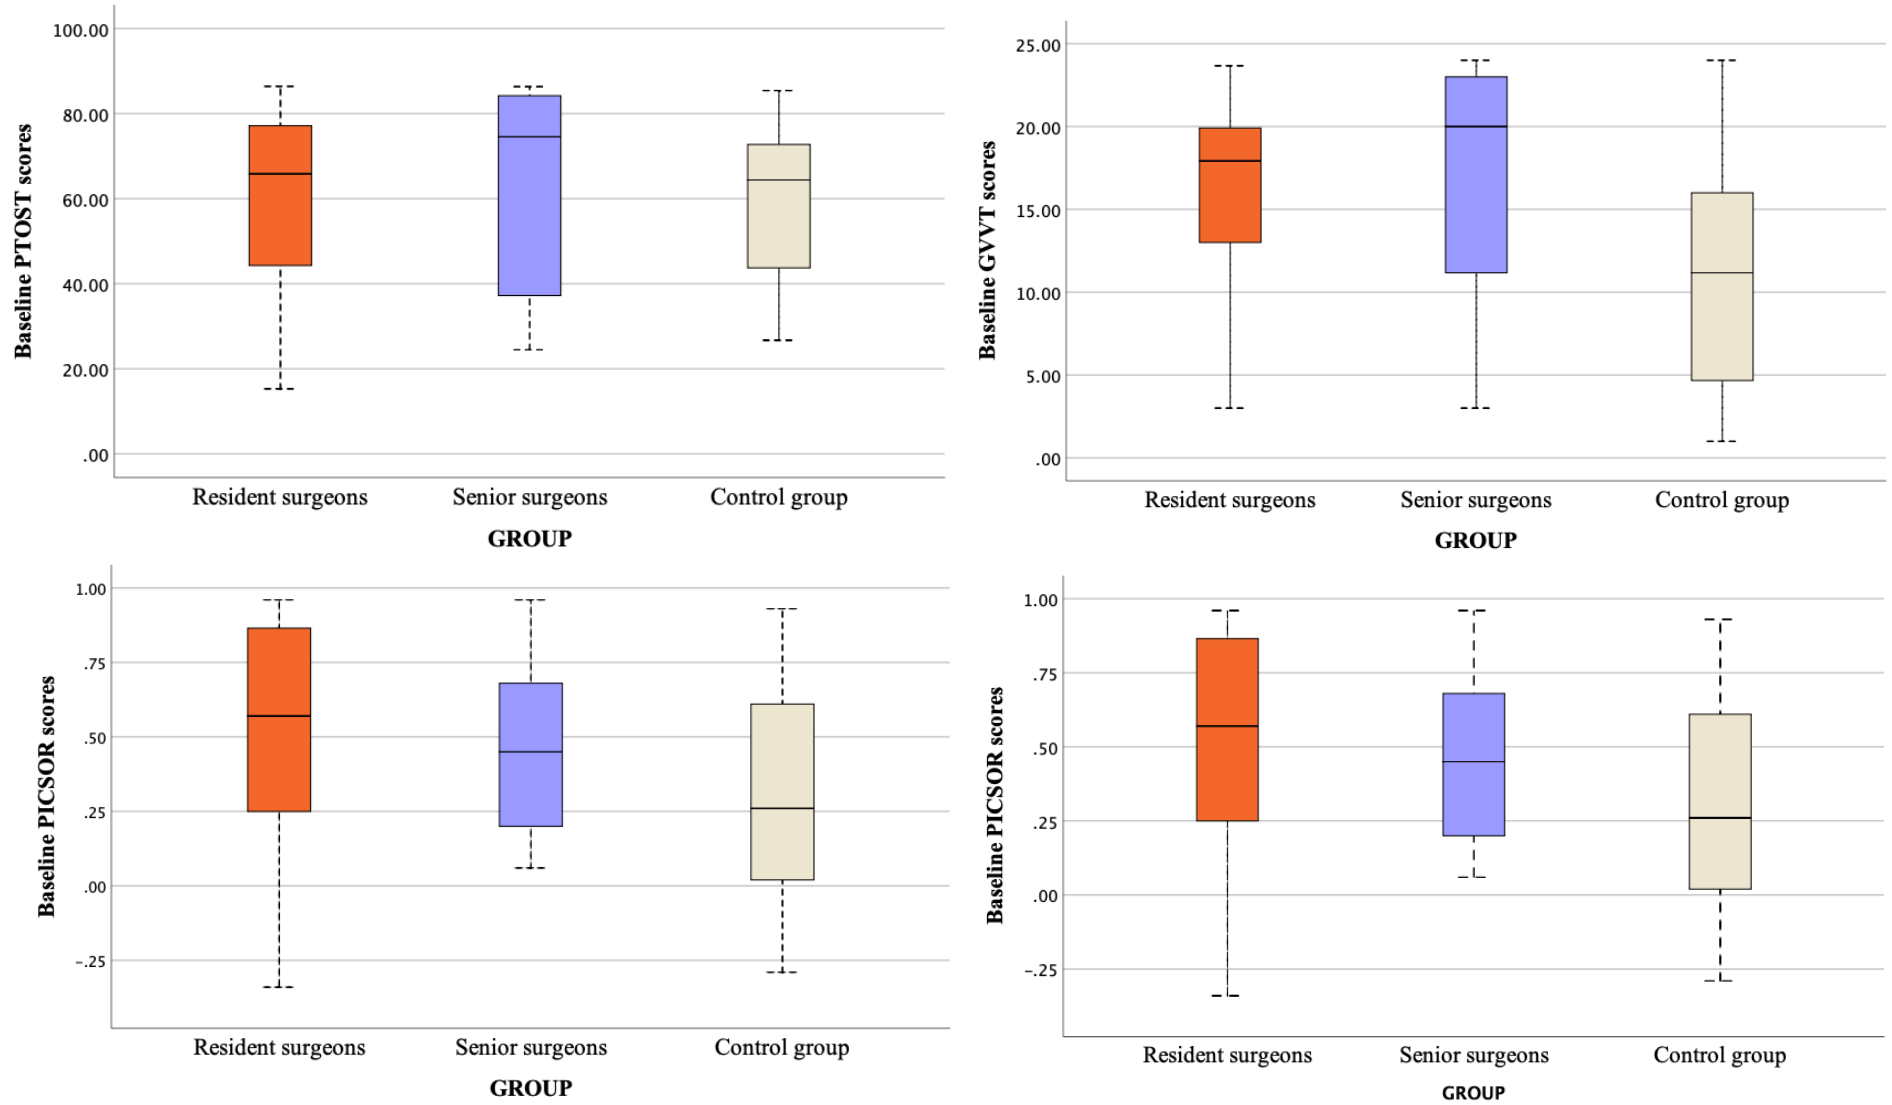 Baseline PTOST scores
100.00
80.00
60.00
40.00
20.00
.00
Resident surgeons
Senior surgeons
Control group
GROUP
Baseline GVVT scores
25.00
20.00
15.00
10.00
5.00
.00
Resident surgeons
Senior surgeons
Control group
GROUP
Baseline PICSOR scores
1.00
.75
.50
.25
.00
-.25
Resident surgeons
Senior surgeons
Control group
GROUP
Baseline PICSOR scores
1.00
.75
.50
.25
.00
-.25
Resident surgeons
Senior surgeons
Control group
GROUP